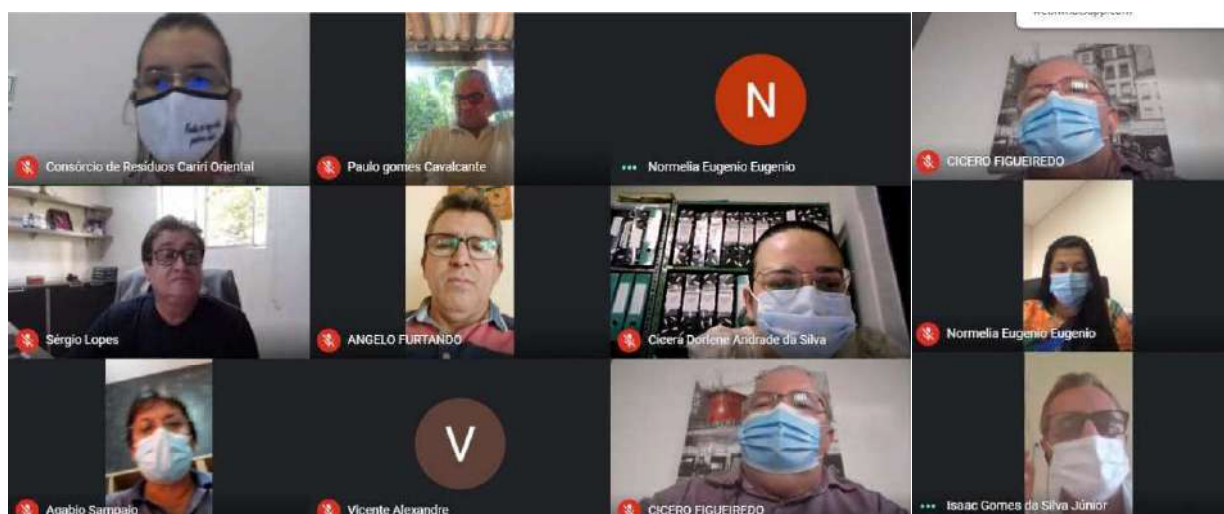 Consórcio de Resíduos Cariri Oriental
Paulo gomes Cavalcante
N
Normelia Eugenio Eugenio
CICERO FIGUEIREDO
Sérgio Lopes
ANGELO FURTANDO
Cicera Dorlene Andrade da Silva
Normelia Eugenio Eugenio
Agabio Sampaio
V
Vicente Alexandre
CICERO FIGUEIREDO
Isaac Gomes da Silva Júnior